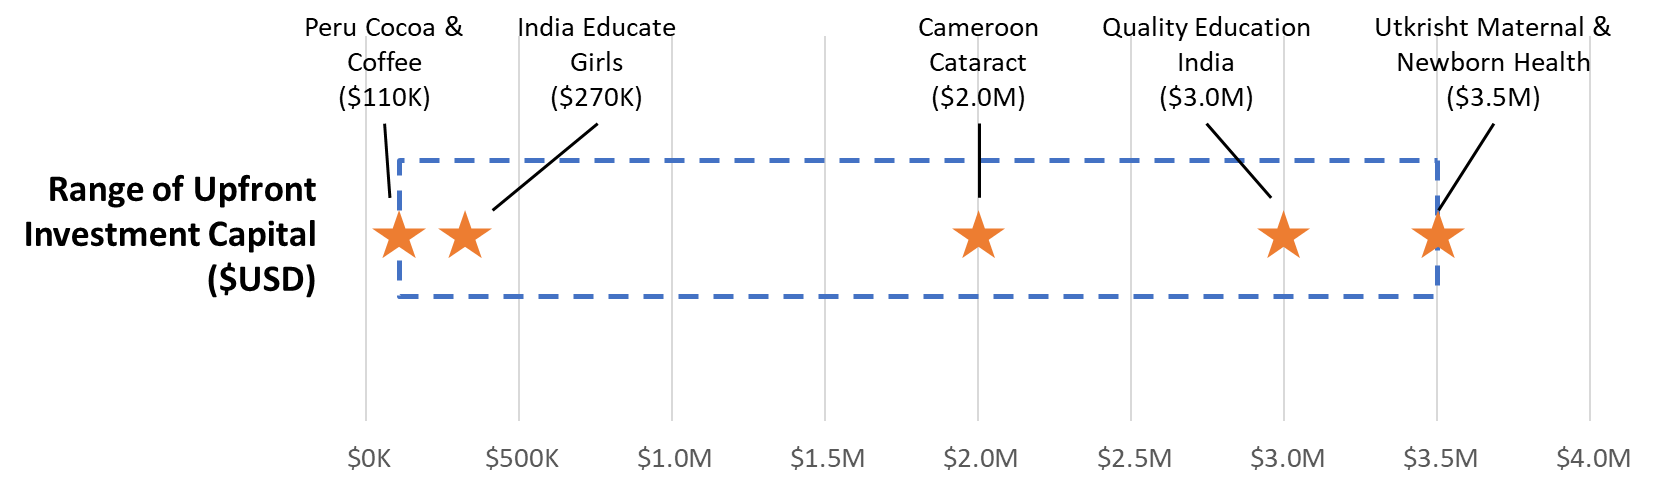 Peru Cocoa &
Coffee
($110K)
India Educate
Girls
($270K)
Cameroon
Cataract
($2.0M)
Quality Education
India
($3.0M)
Utkrisht Maternal &
Newborn Health
($3.5M)
Range of Upfront
Investment Capital
($USD)
$0K
$500K
$1.0M
$1.5M
$2.0M
$2.5M
$3.0M
$3.5M
$4.0M